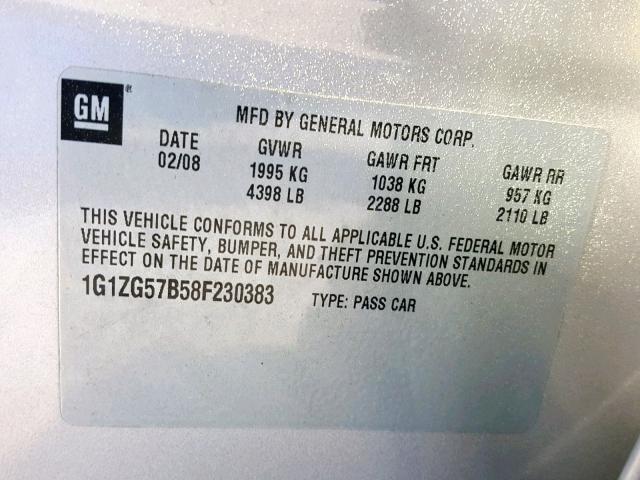 GM®
MFD BY GENERAL MOTORS CORP.
DATE GVWR GAWR FRT GAWR RR
02/08 1995 KG 1038 KG 957 KG
4398 LB 2288 LB 2110 LB
THIS VEHICLE CONFORMS TO ALL APPLICABLE U.S. FEDERAL MOTOR
VEHICLE SAFETY, BUMPER, AND THEFT PREVENTION STANDARDS IN
EFFECT ON THE DATE OF MANUFACTURE SHOWN ABOVE.
1G1ZG57B58F230383 TYPE: PASS CAR